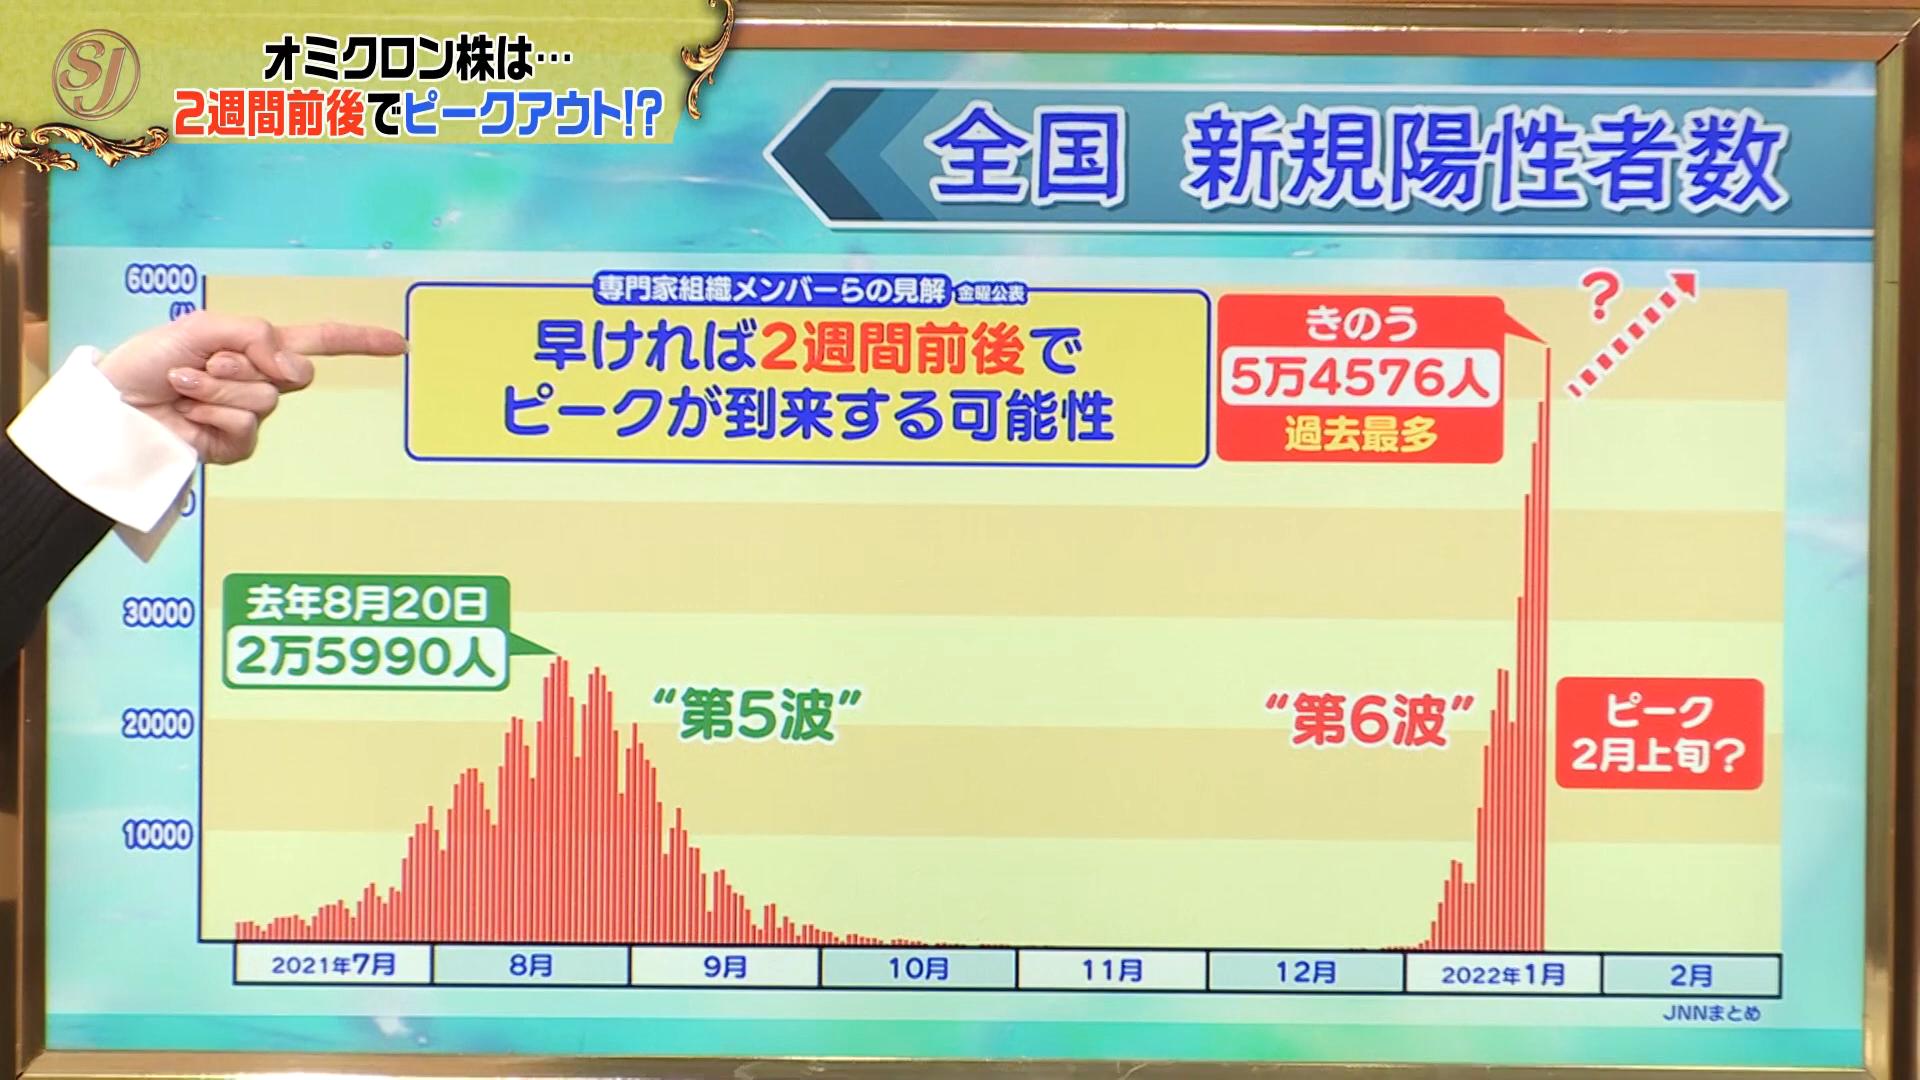 SJ
オミクロン株は…
2週間前後でピークアウト!?
全国 新規陽性者数
60000
専門家組織メンバーらの見解 金曜公表
早ければ2週間前後で
ピークが到来する可能性
きのう
5万4576人
過去最多
?
去年8月20日
2万5990人
30000
20000
10000
“第5波”
“第6波”
ピーク
2月上旬?
2021年7月 8月 9月 10月 11月 12月 2022年1月 2月
JNNまとめ